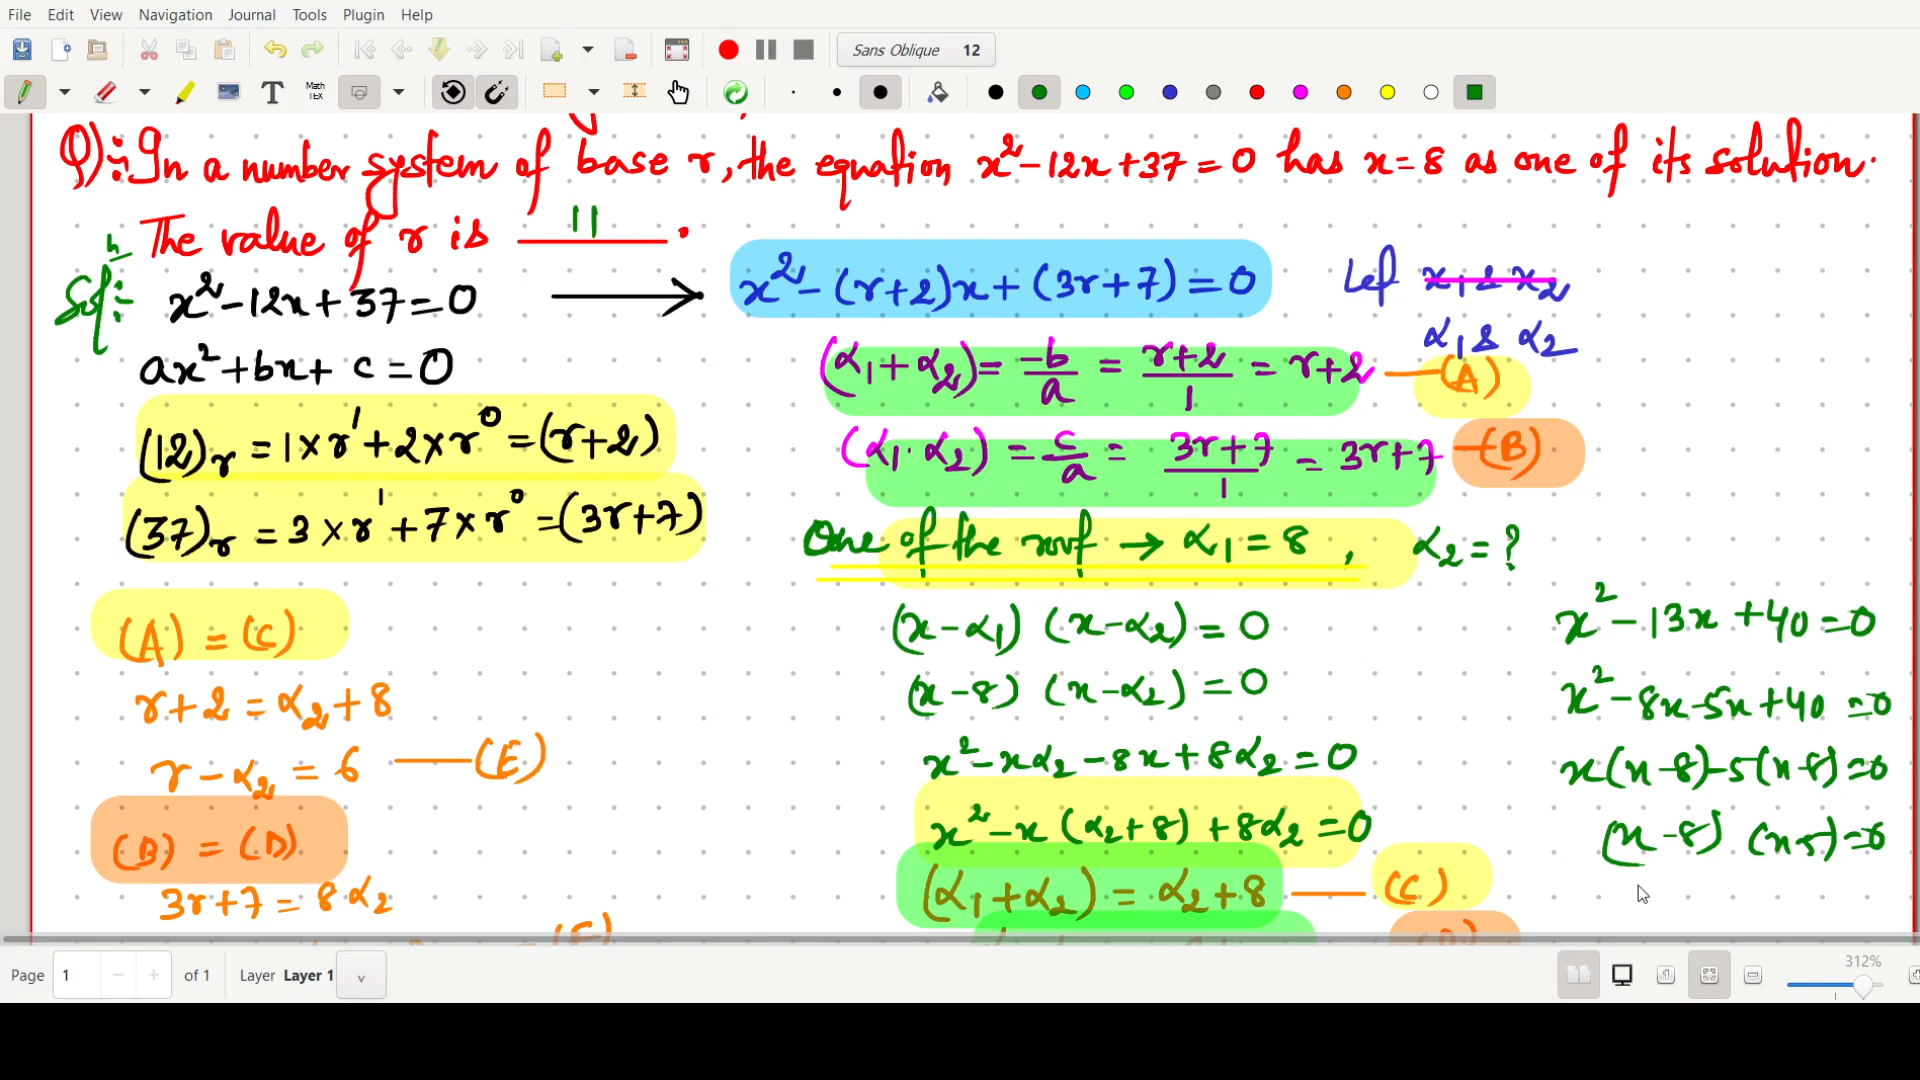 File Edit View Navigation Journal Tools Plugin Help
Sans Oblique 12
T Math TEX
Q):- In a number system of base r, the equation x²-12x+37=0 has x=8 as one of its solution.
The value of r is 11.
Solⁿ:- x²-12x+37=0 → x²-(r+2)x+(3r+7)=0
Let x₁ & x₂
α₁ & α₂
ax²+bx+c=0
(12)r = 1×r¹+2×r⁰=(r+2)
(37)r = 3×r¹+7×r⁰=(3r+7)
(α₁+α₂)= -b/a = r+2/1 = r+2 —(A)
(α₁.α₂) = c/a = 3r+7/1 = 3r+7 —(B)
One of the root → α₁=8, α₂=?
(x-α₁) (x-α₂)=0
(x-8) (x-α₂)=0
x²-xα₂-8x+8α₂=0
x²-x(α₂+8)+8α₂=0
(α₁+α₂) = α₂+8 —(C)
(D)
(A) = (C)
r+2=α₂+8
r-α₂=6 —(E)
(B) = (D)
3r+7=8α₂
(F)
x²-13x+40=0
x²-8x-5x+40=0
x(x-8)-5(x-8)=0
(x-8) (x-5)=0
Page 1 of 1 Layer Layer 1 312%